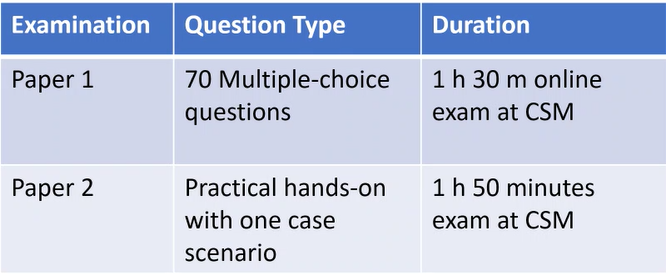 Examination Question Type Duration
Paper 1 70 Multiple-choice 1 h 30 m online
questions exam at CSM
Paper 2 Practical hands-on 1 h 50 minutes
with one case exam at CSM
scenario